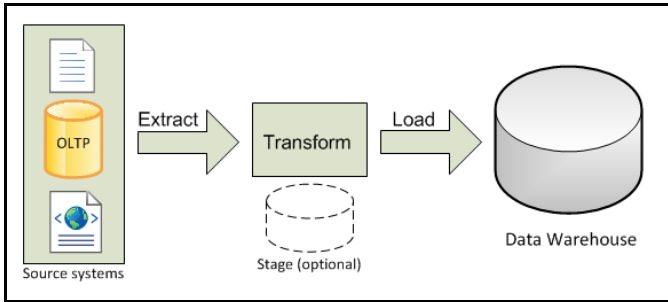 OLTP
Source systems
Extract
Transform
Stage (optional)
Load
Data Warehouse